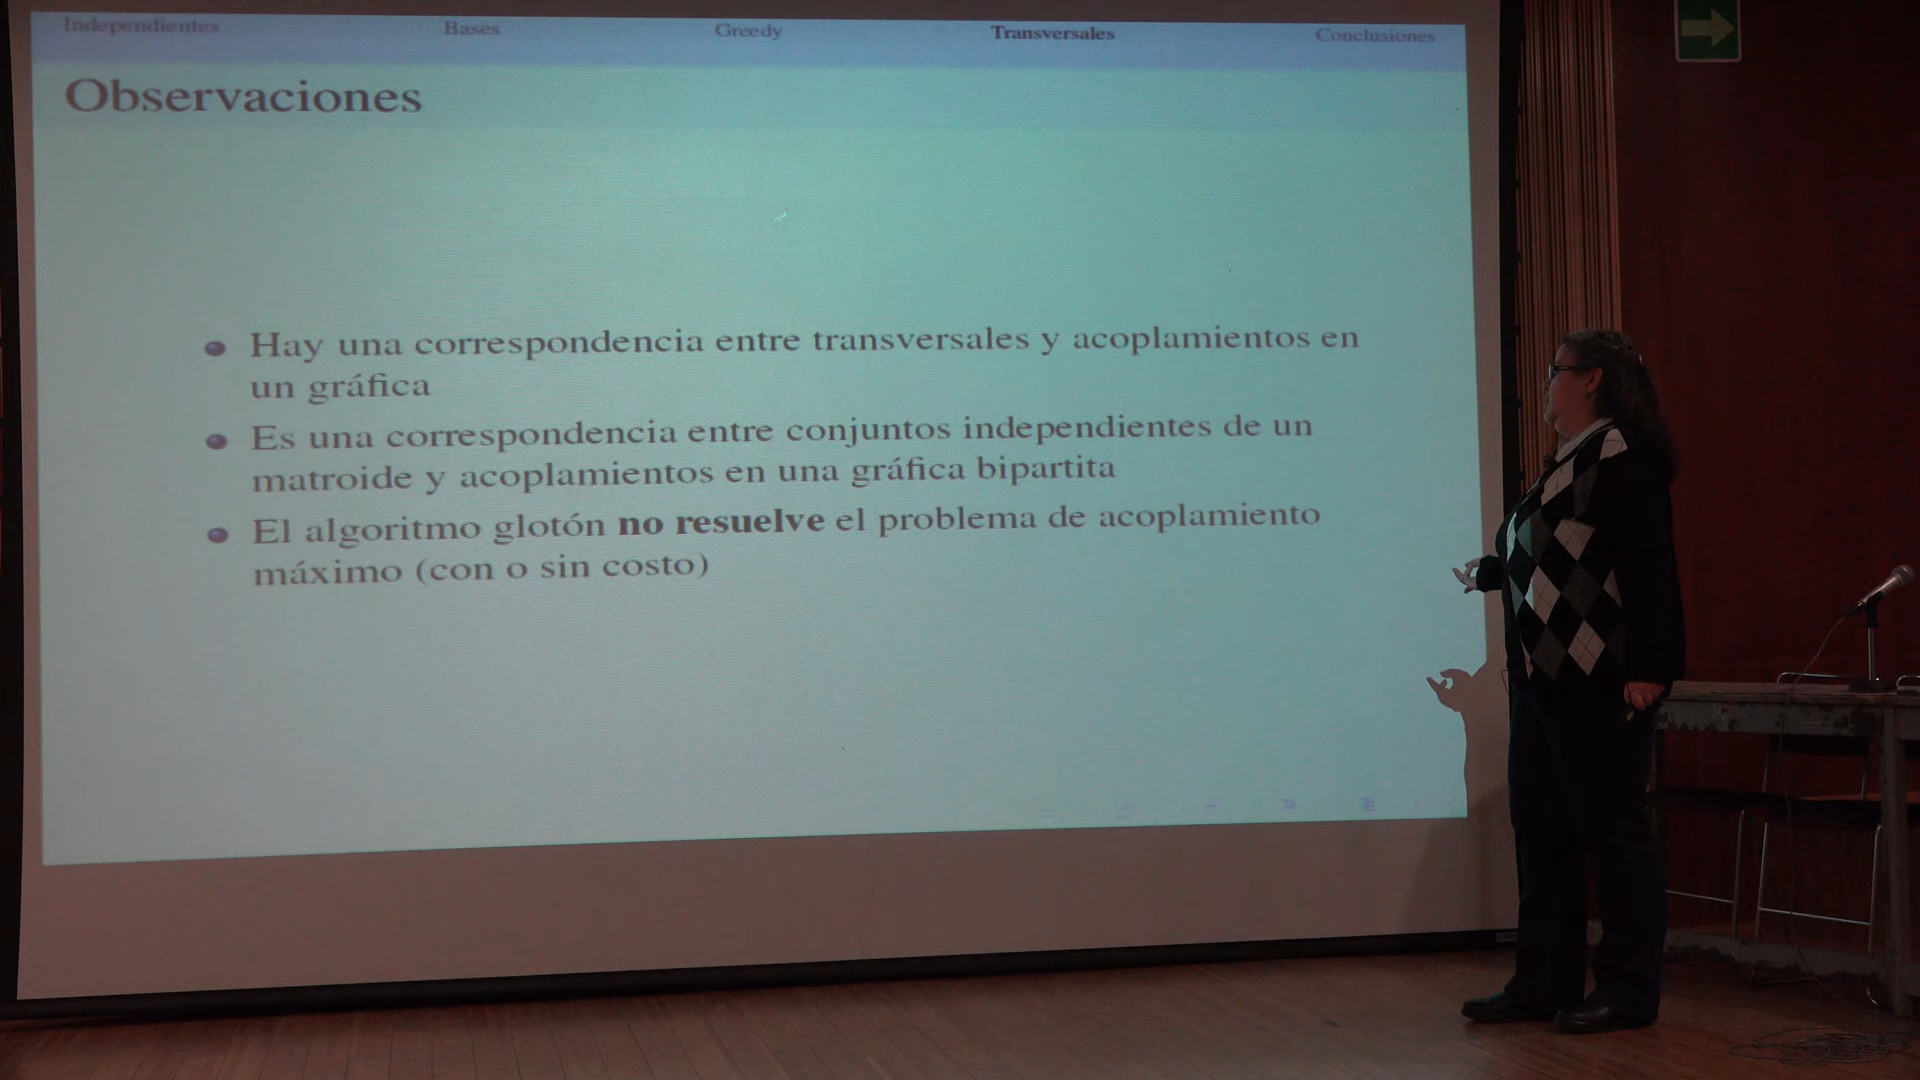 Independientes Bases Greedy Transversales Conclusiones
Observaciones
Hay una correspondencia entre transversales y acoplamientos en
un gráfica
Es una correspondencia entre conjuntos independientes de un
matroide y acoplamientos en una gráfica bipartita
El algoritmo glotón no resuelve el problema de acoplamiento
máximo (con o sin costo)